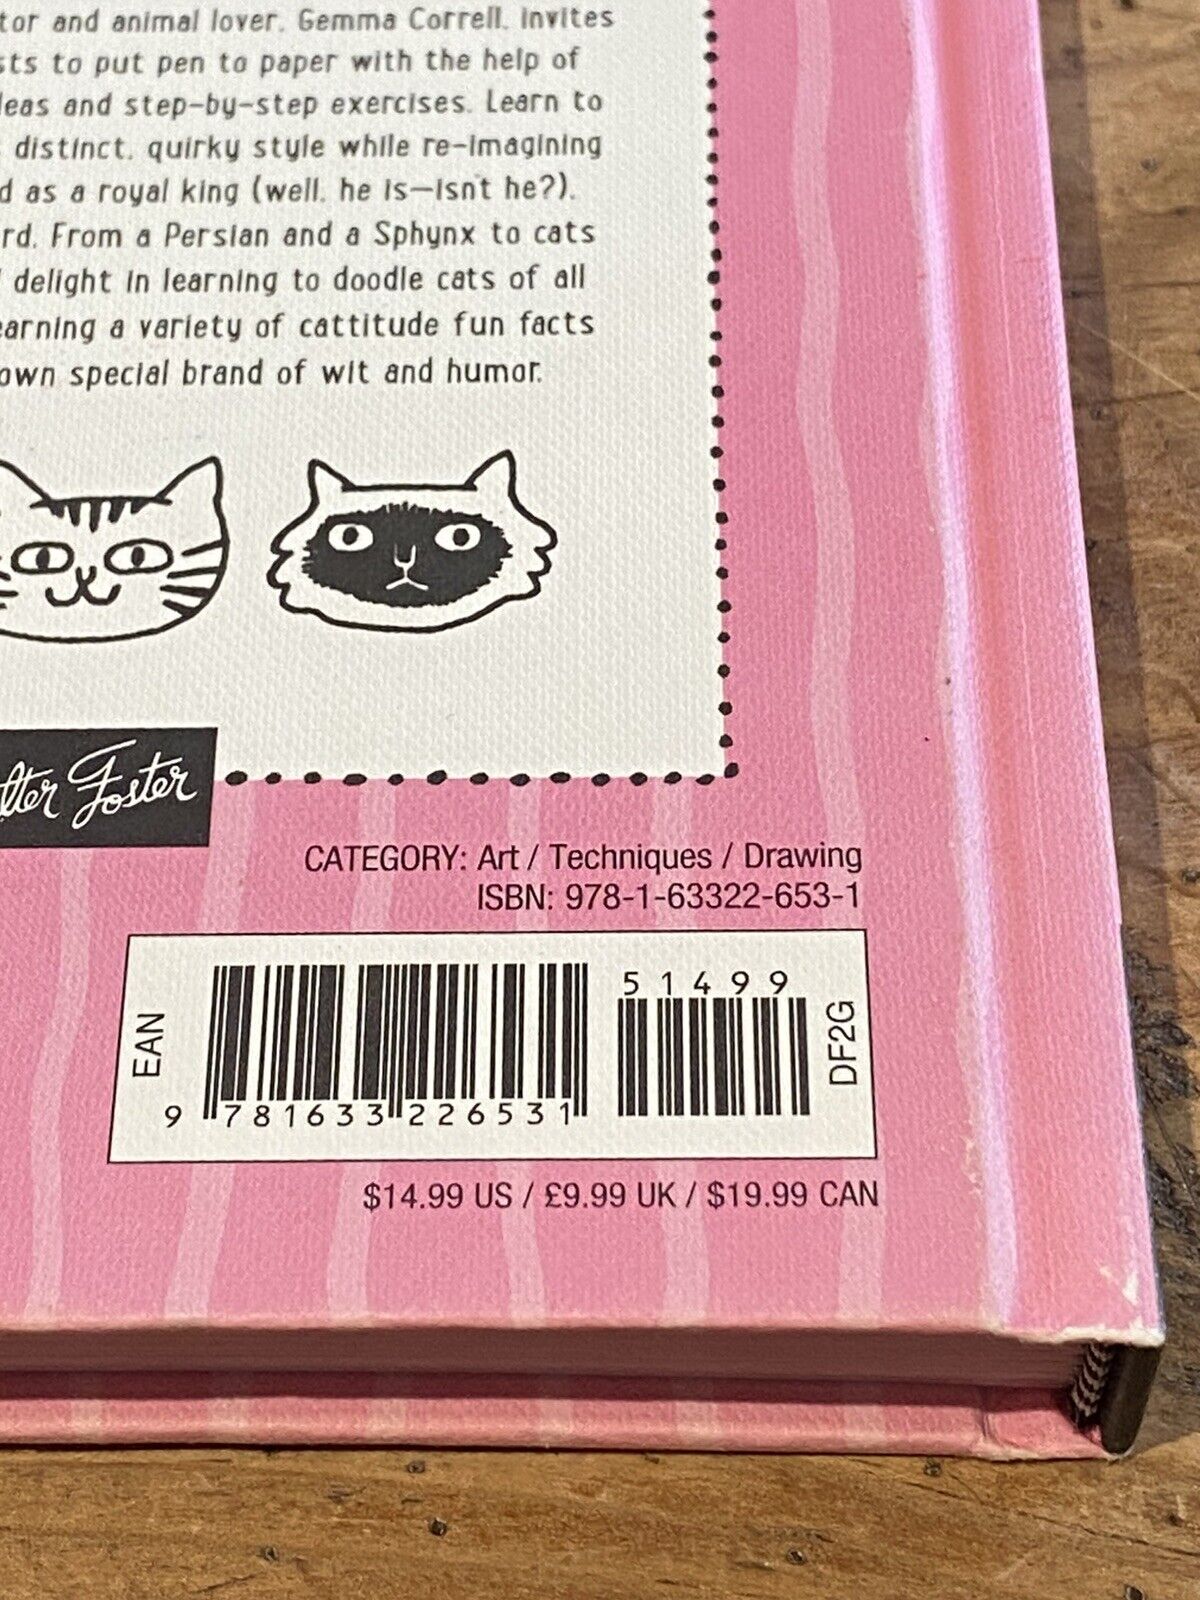 tor and animal lover, Gemma Correll, invites
sts to put pen to paper with the help of
deas and step-by-step exercises. Learn to
s distinct, quirky style while re-imagining
d as a royal king (well, he is—isn't he?).
rd. From a Persian and a Sphynx to cats
l delight in learning to doodle cats of all
earning a variety of cattitude fun facts
own special brand of wit and humor.
lter Foster
CATEGORY: Art / Techniques / Drawing
ISBN: 978-1-63322-653-1
EAN
51499
DF2G
9 781633 226531
$14.99 US / £9.99 UK / $19.99 CAN